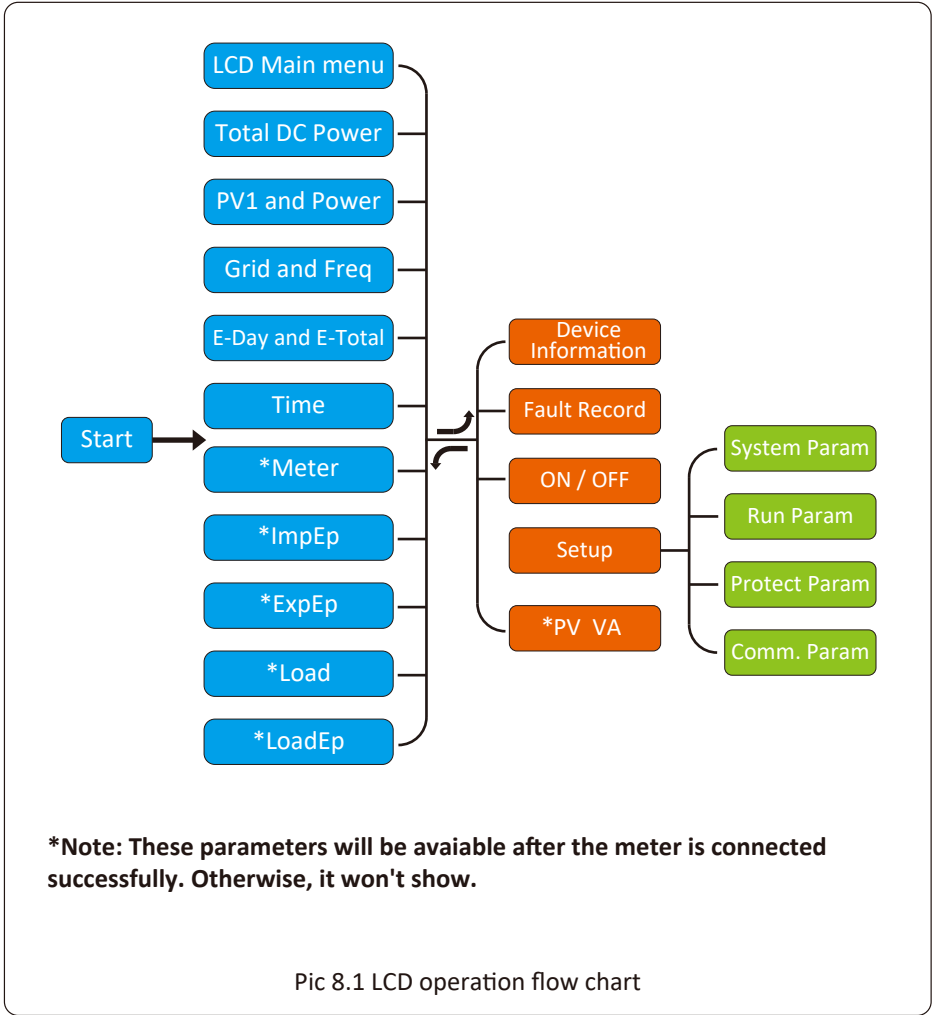 LCD Main menu
Total DC Power
PV1 and Power
Grid and Freq
E-Day and E-Total
Time
Start
*Meter
*ImpEp
*ExpEp
*Load
*LoadEp
Device
Information
Fault Record
ON / OFF
Setup
*PV VA
System Param
Run Param
Protect Param
Comm. Param
*Note: These parameters will be avaiable after the meter is connected
successfully. Otherwise, it won't show.
Pic 8.1 LCD operation flow chart